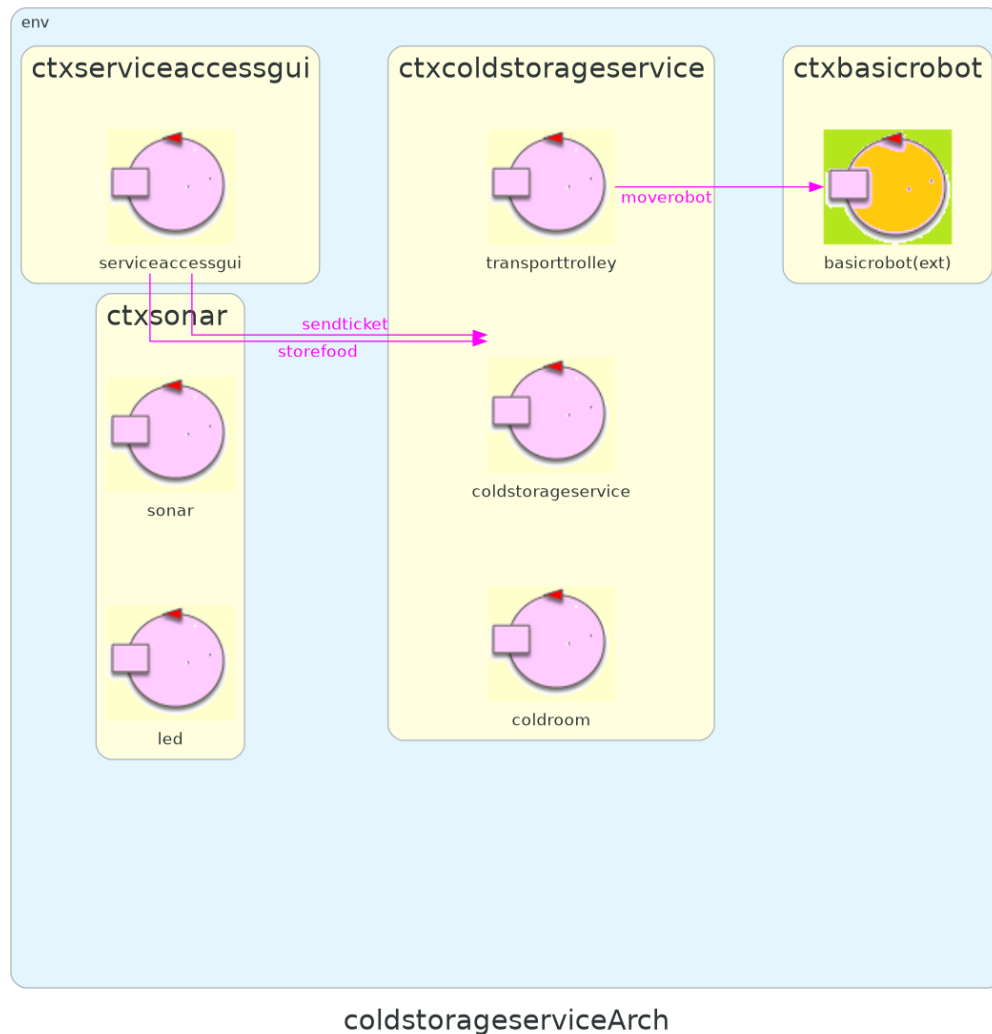 env
ctxserviceaccessgui
ctxcoldstorageservice
ctxbasicrobot
serviceaccessgui
transporttrolley
moverobot
basicrobot(ext)
ctxsonar
sendticket
storefood
sonar
coldstorageservice
led
coldroom
coldstorageserviceArch